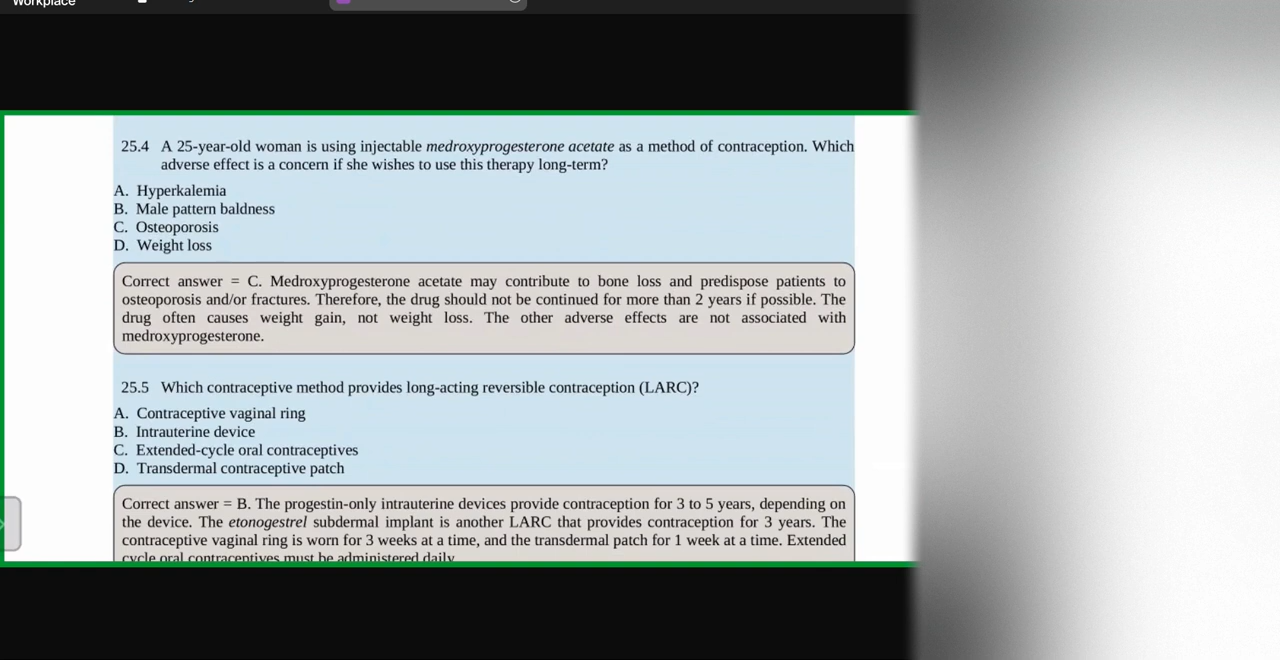 Workplace
25.4 A 25-year-old woman is using injectable medroxyprogesterone acetate as a method of contraception. Which
adverse effect is a concern if she wishes to use this therapy long-term?
A. Hyperkalemia
B. Male pattern baldness
C. Osteoporosis
D. Weight loss
Correct answer = C. Medroxyprogesterone acetate may contribute to bone loss and predispose patients to
osteoporosis and/or fractures. Therefore, the drug should not be continued for more than 2 years if possible. The
drug often causes weight gain, not weight loss. The other adverse effects are not associated with
medroxyprogesterone.
25.5 Which contraceptive method provides long-acting reversible contraception (LARC)?
A. Contraceptive vaginal ring
B. Intrauterine device
C. Extended-cycle oral contraceptives
D. Transdermal contraceptive patch
Correct answer = B. The progestin-only intrauterine devices provide contraception for 3 to 5 years, depending on
the device. The etonogestrel subdermal implant is another LARC that provides contraception for 3 years. The
contraceptive vaginal ring is worn for 3 weeks at a time, and the transdermal patch for 1 week at a time. Extended
cycle oral contraceptives must be administered daily.